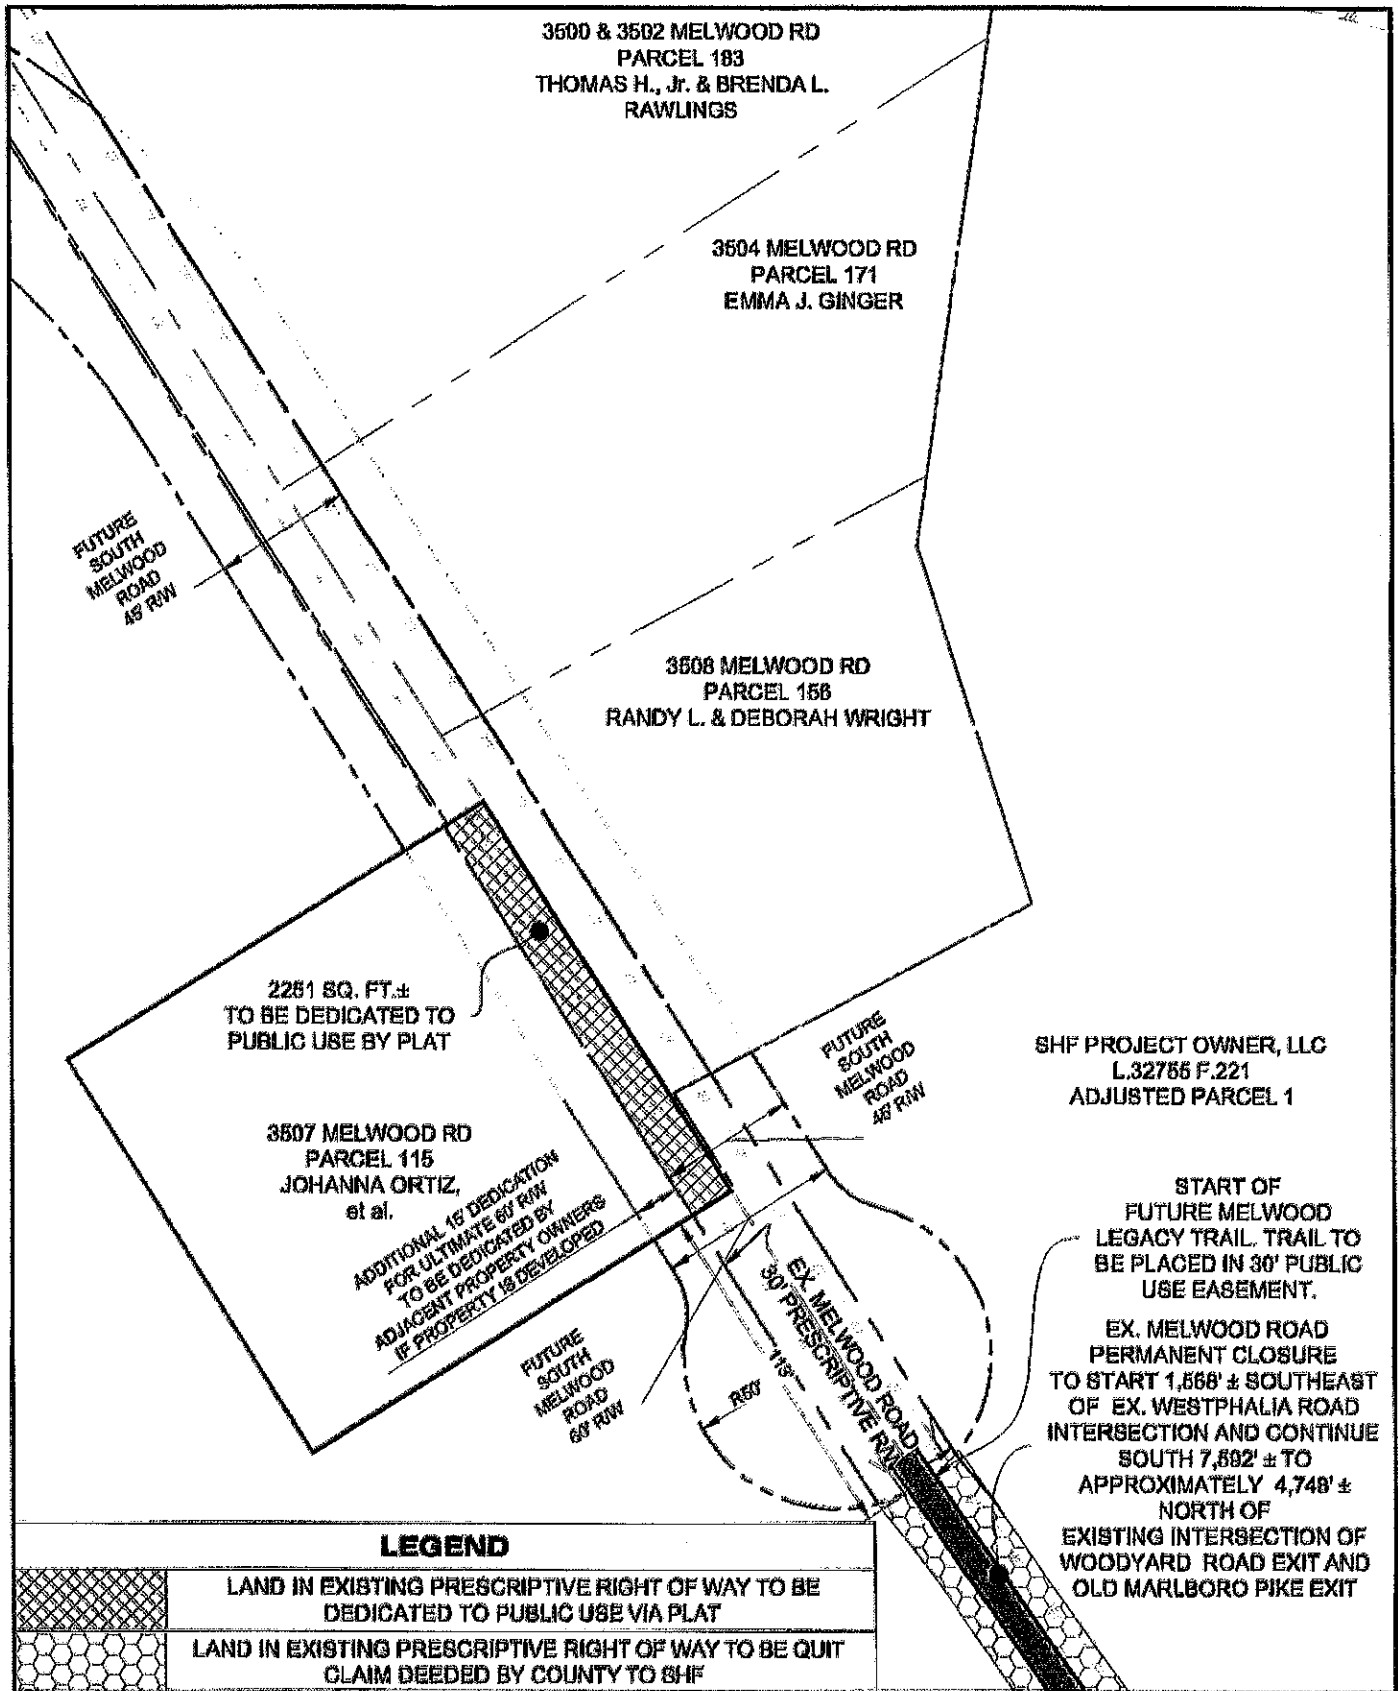 3500 & 3502 MELWOOD RD
PARCEL 183
THOMAS H., Jr. & BRENDA L.
RAWLINGS
3504 MELWOOD RD
PARCEL 171
EMMA J. GINGER
FUTURE
SOUTH
MELWOOD
ROAD
45' R/W
3508 MELWOOD RD
PARCEL 156
RANDY L. & DEBORAH WRIGHT
2251 SQ. FT.±
TO BE DEDICATED TO
PUBLIC USE BY PLAT
FUTURE
SOUTH
MELWOOD
ROAD
45' R/W
SHF PROJECT OWNER, LLC
L.32755 F.221
ADJUSTED PARCEL 1
3507 MELWOOD RD
PARCEL 115
JOHANNA ORTIZ,
et al.
ADDITIONAL 15' DEDICATION
FOR ULTIMATE 60' R/W
TO BE DEDICATED BY
ADJACENT PROPERTY OWNERS
IF PROPERTY IS DEVELOPED
START OF
FUTURE MELWOOD
LEGACY TRAIL. TRAIL TO
BE PLACED IN 30' PUBLIC
USE EASEMENT.
EX. MELWOOD ROAD
30' PRESCRIPTIVE R/W
113'
R50'
FUTURE
SOUTH
MELWOOD
ROAD
60' R/W
EX. MELWOOD ROAD
PERMANENT CLOSURE
TO START 1,568' ± SOUTHEAST
OF EX. WESTPHALIA ROAD
INTERSECTION AND CONTINUE
SOUTH 7,592' ± TO
APPROXIMATELY 4,748' ±
NORTH OF
EXISTING INTERSECTION OF
WOODYARD ROAD EXIT AND
OLD MARLBORO PIKE EXIT
LEGEND
LAND IN EXISTING PRESCRIPTIVE RIGHT OF WAY TO BE
DEDICATED TO PUBLIC USE VIA PLAT
LAND IN EXISTING PRESCRIPTIVE RIGHT OF WAY TO BE QUIT
CLAIM DEEDED BY COUNTY TO SHF